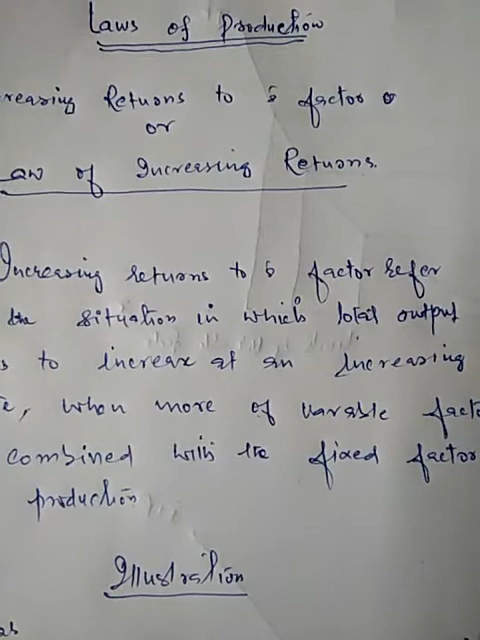 Laws of Production
reasing Returns to a factor o
or
Law of Increasing Returns.
Increasing returns to a factor refer
the situation in which total output
s to increase at an increasing
e, when more of variable facto
combined with the fixed factor
production
Illustration